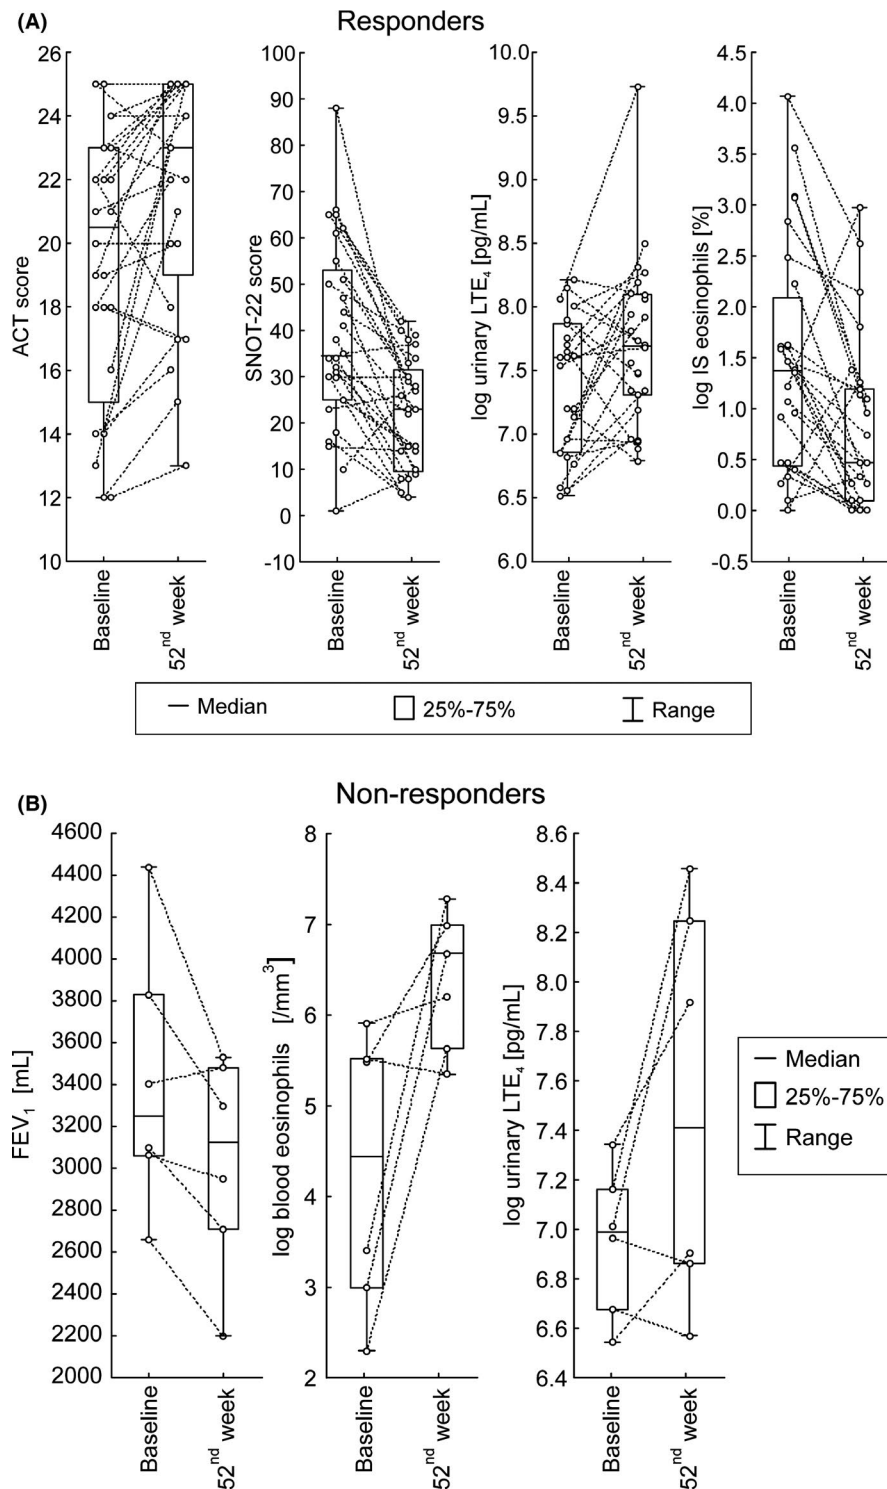 (A) Responders
ACT score
26
24
22
20
18
16
14
12
10
Baseline
52nd week
SNOT-22 score
100
90
80
70
60
50
40
30
20
10
0
-10
Baseline
52nd week
log urinary LTE4 [pg/mL]
10.0
9.5
9.0
8.5
8.0
7.5
7.0
6.5
6.0
Baseline
52nd week
log IS eosinophils [%]
4.5
4.0
3.5
3.0
2.5
2.0
1.5
1.0
0.5
0.0
-0.5
Baseline
52nd week
Median 25%-75% Range
(B) Non-responders
FEV1 [mL]
4600
4400
4200
4000
3800
3600
3400
3200
3000
2800
2600
2400
2200
2000
Baseline
52nd week
log blood eosinophils [/mm3]
8
7
6
5
4
3
2
Baseline
52nd week
log urinary LTE4 [pg/mL]
8.6
8.4
8.2
8.0
7.8
7.6
7.4
7.2
7.0
6.8
6.6
6.4
Baseline
52nd week
Median
25%-75%
Range